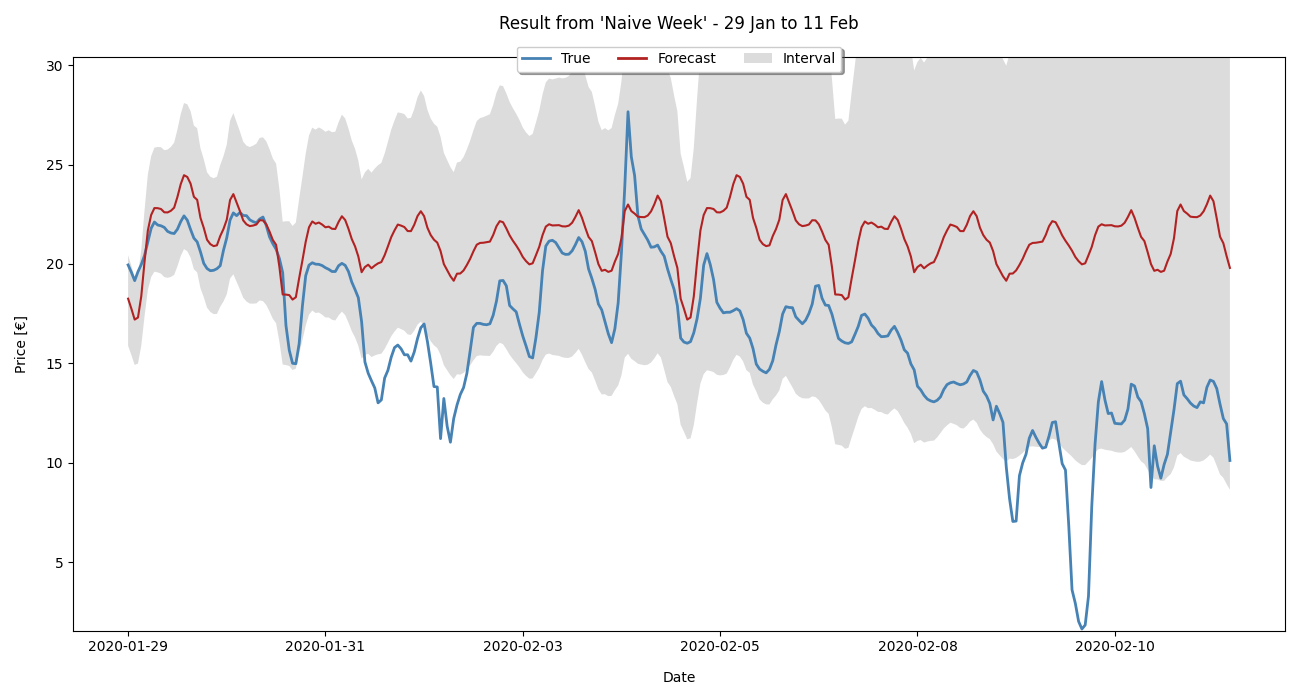 Result from 'Naive Week' - 29 Jan to 11 Feb
True Forecast Interval
30
25
20
15
10
5
Price [€]
2020-01-29 2020-01-31 2020-02-03 2020-02-05 2020-02-08 2020-02-10
Date